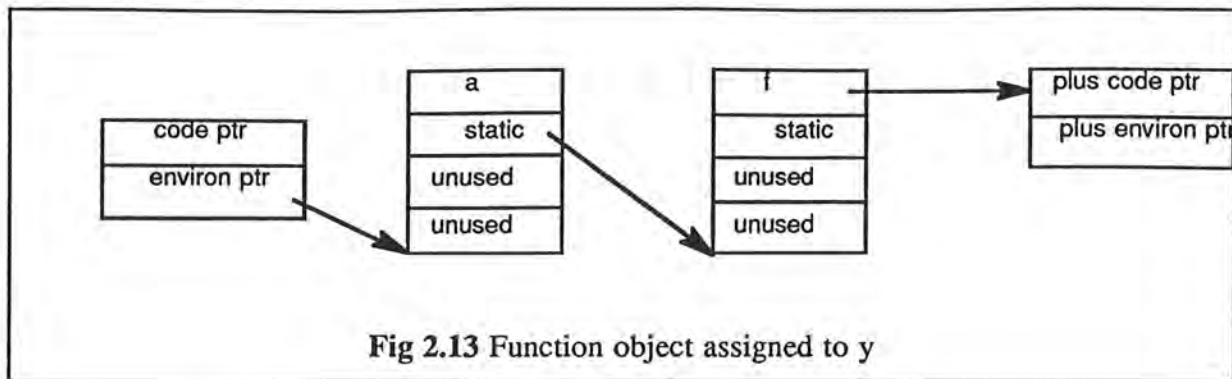 code ptr
environ ptr
a
static
unused
unused
f
static
unused
unused
plus code ptr
plus environ ptr
Fig 2.13 Function object assigned to y